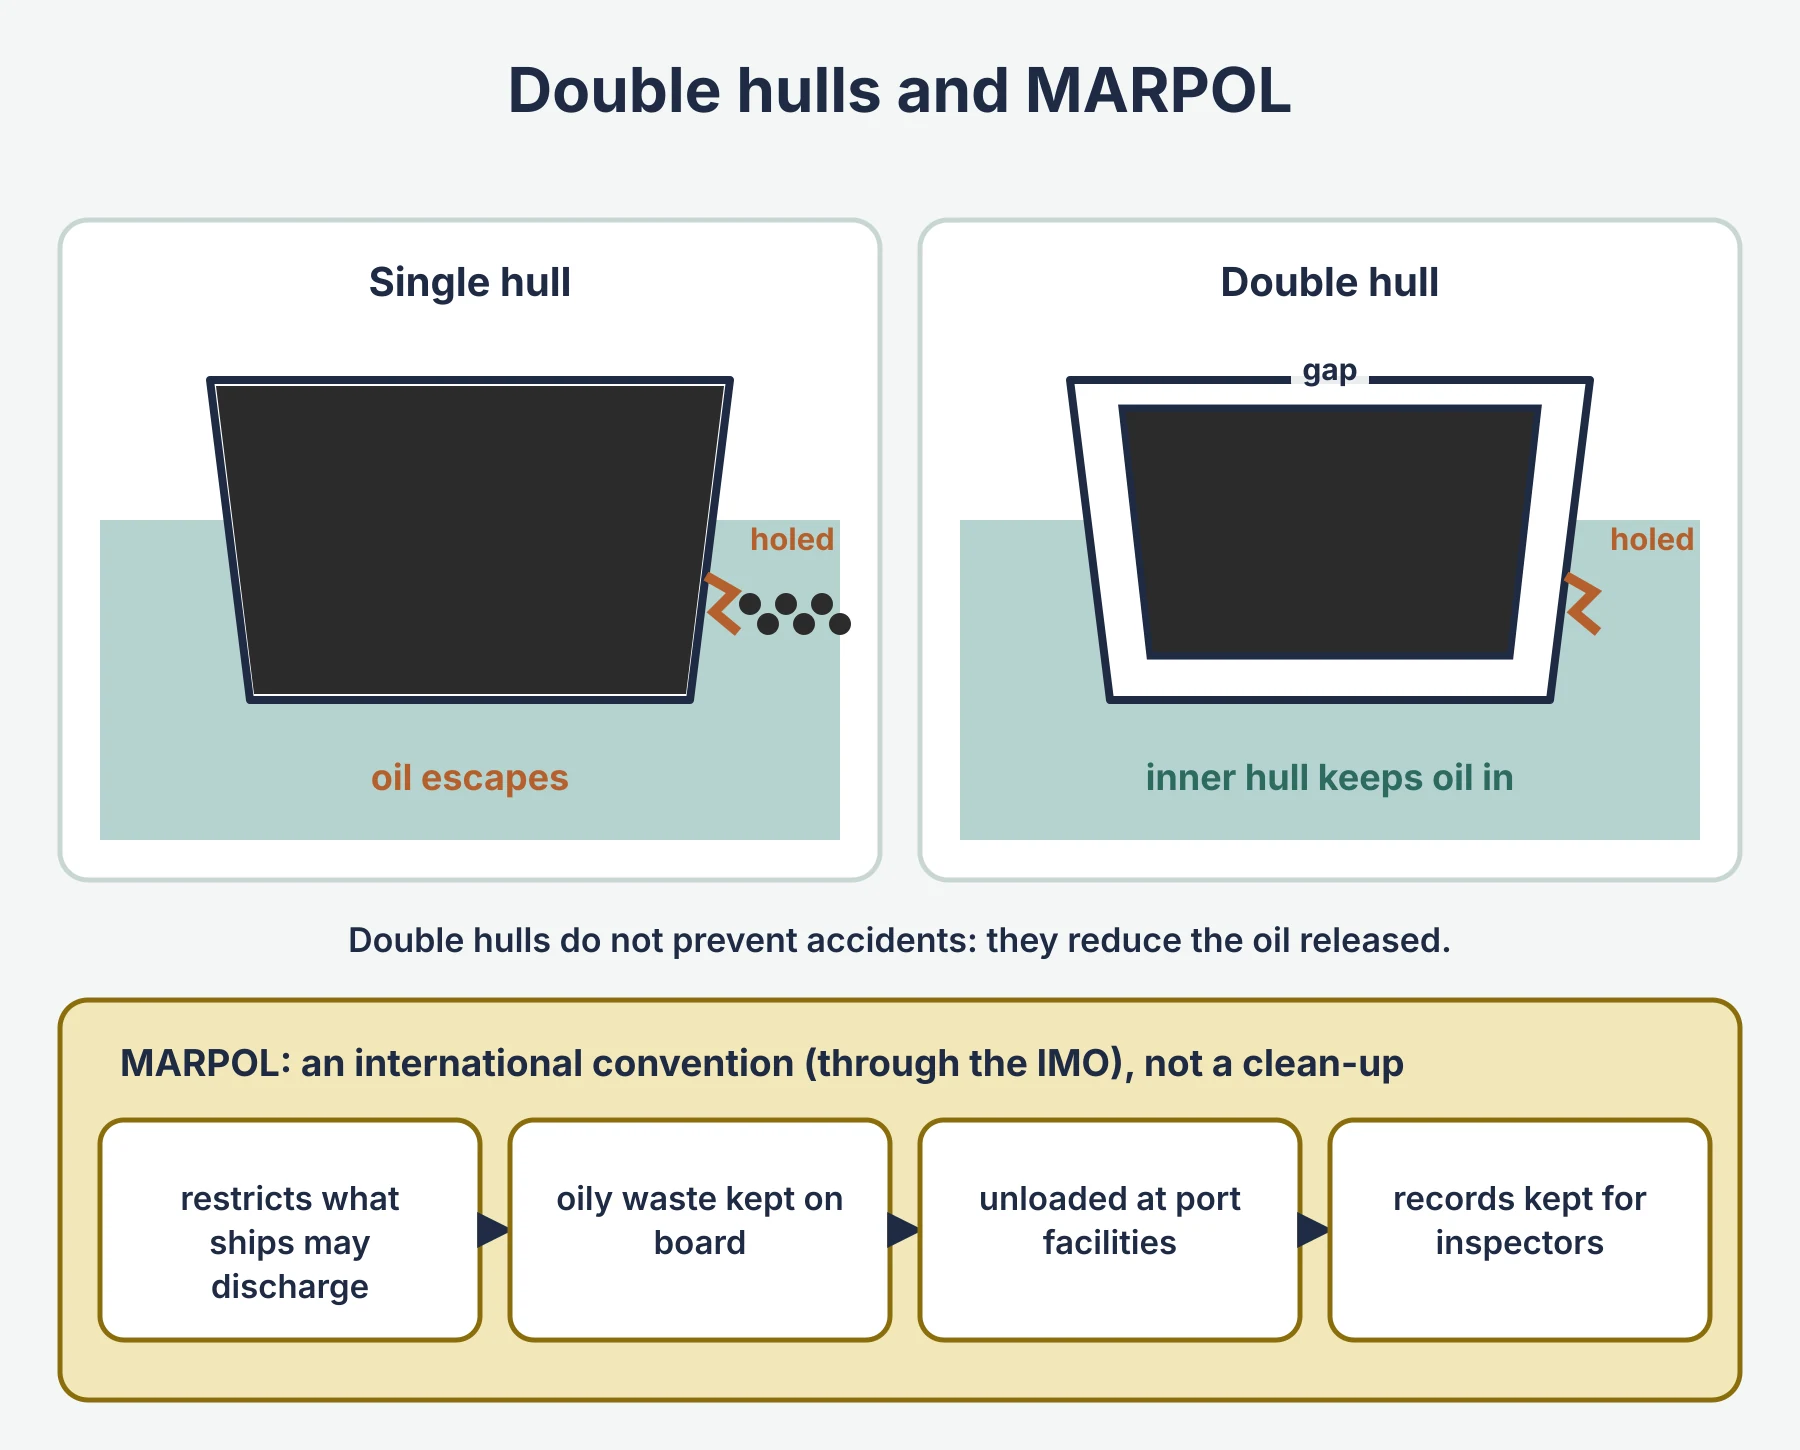 Double hulls and MARPOL
Single hull
holed
oil escapes
Double hull
gap
holed
inner hull keeps oil in
Double hulls do not prevent accidents: they reduce the oil released.
MARPOL: an international convention (through the IMO), not a clean-up
restricts what
ships may
discharge
oily waste kept on
board
unloaded at port
facilities
records kept for
inspectors